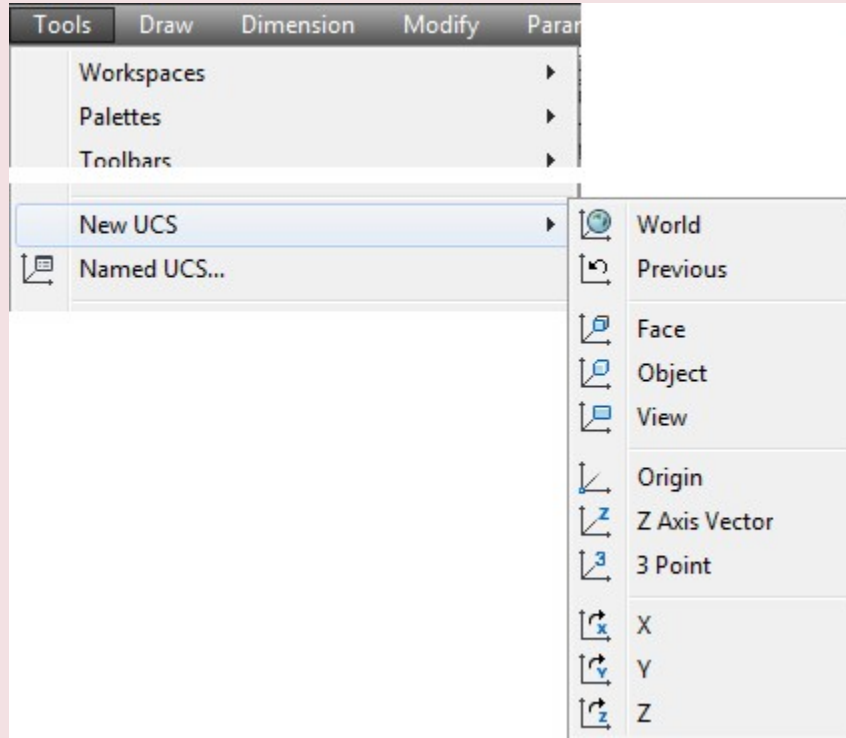 Tools Draw Dimension Modify Parar
Workspaces
Palettes
Toolbars
New UCS
Named UCS...
World
Previous
Face
Object
View
Origin
Z Axis Vector
3 Point
X
Y
Z